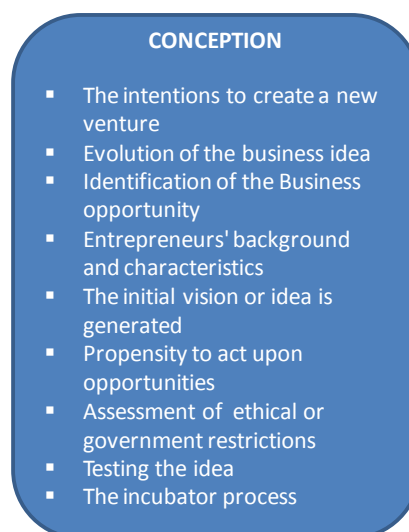 CONCEPTION
▪ The intentions to create a new
venture
▪ Evolution of the business idea
▪ Identification of the Business
opportunity
▪ Entrepreneurs' background
and characteristics
▪ The initial vision or idea is
generated
▪ Propensity to act upon
opportunities
▪ Assessment of ethical or
government restrictions
▪ Testing the idea
▪ The incubator process